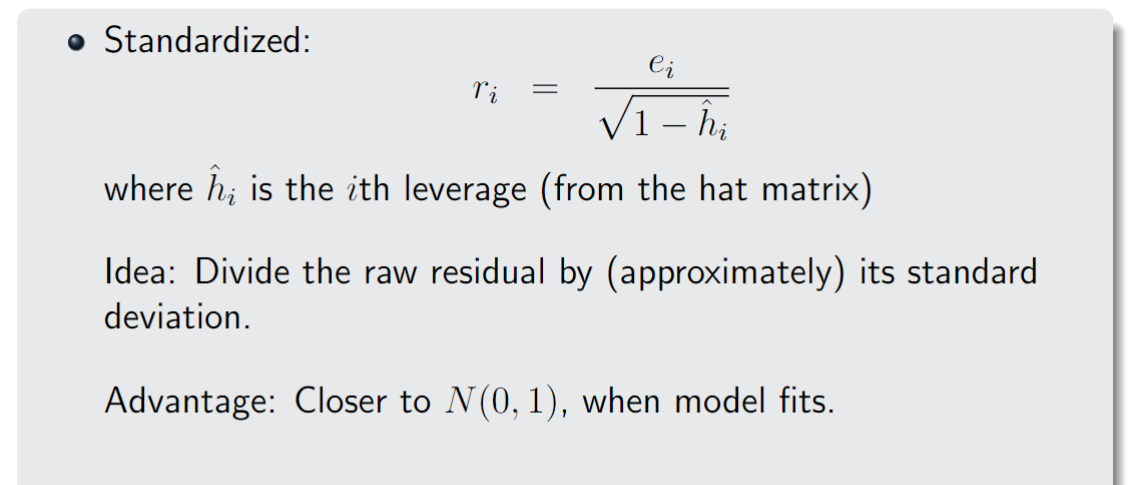 • Standardized:
r_i = e_i / √(1 − ĥ_i)
where ĥ_i is the ith leverage (from the hat matrix)
Idea: Divide the raw residual by (approximately) its standard
deviation.
Advantage: Closer to N(0, 1), when model fits.